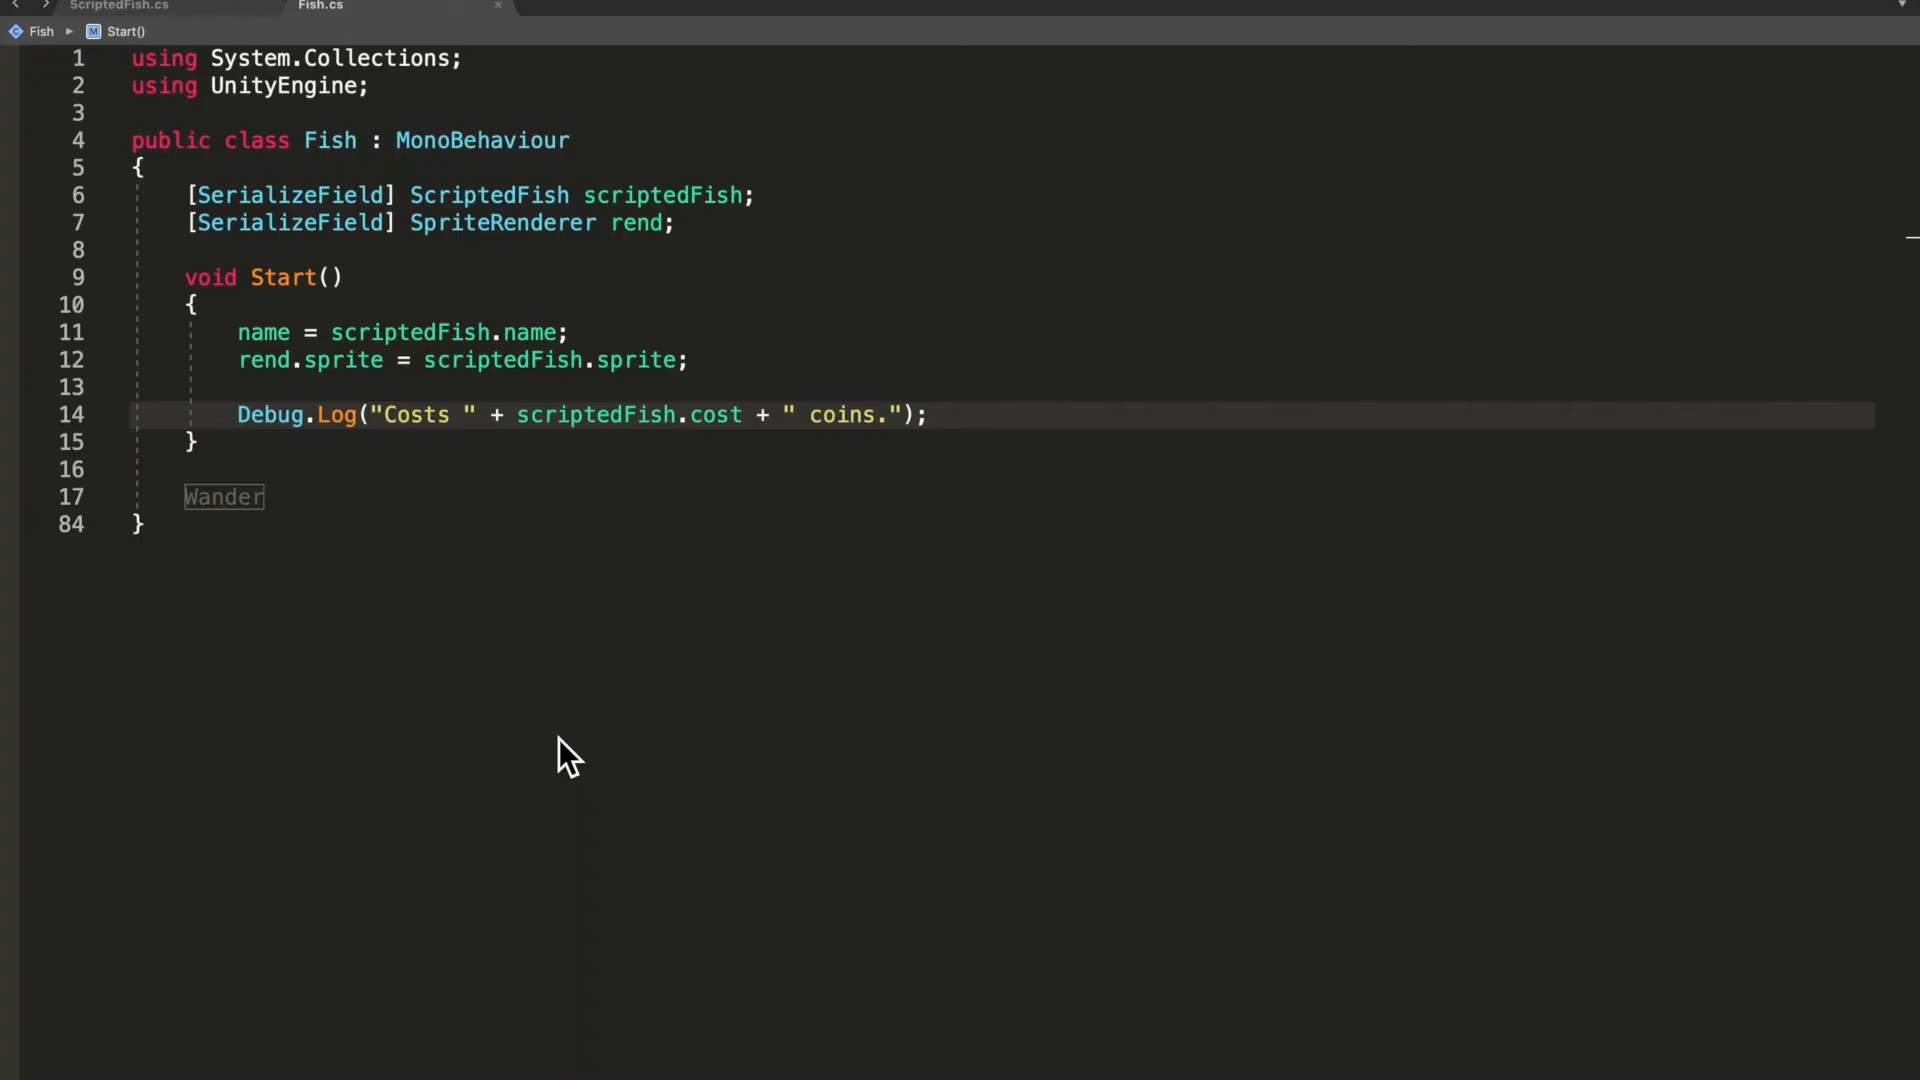 ScriptedFish.cs Fish.cs ×
Fish ▸ M Start()
1 using System.Collections;
2 using UnityEngine;
3
4 public class Fish : MonoBehaviour
5 {
6 [SerializeField] ScriptedFish scriptedFish;
7 [SerializeField] SpriteRenderer rend;
8
9 void Start()
10 {
11 name = scriptedFish.name;
12 rend.sprite = scriptedFish.sprite;
13
14 Debug.Log("Costs " + scriptedFish.cost + " coins.");
15 }
16
17 Wander
84 }